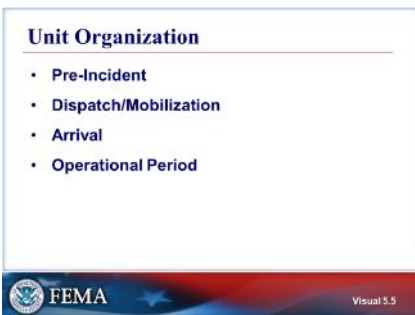 Unit Organization
• Pre-Incident
• Dispatch/Mobilization
• Arrival
• Operational Period
FEMA
Visual 5.5